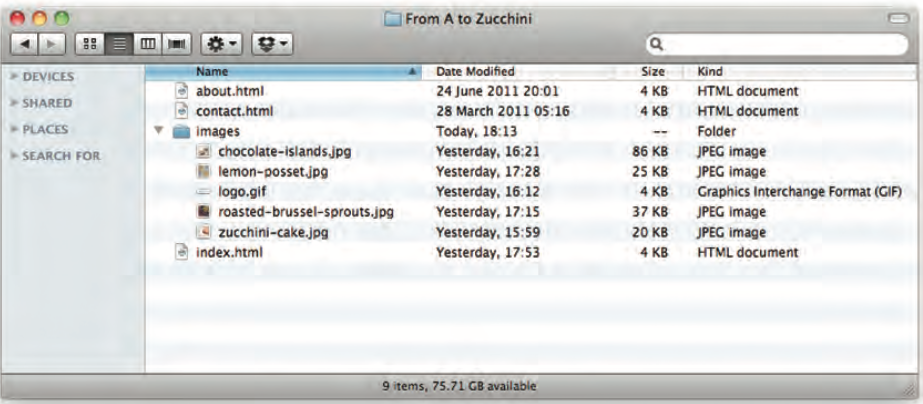 From A to Zucchini
DEVICES
SHARED
PLACES
SEARCH FOR
Name Date Modified Size Kind
about.html 24 June 2011 20:01 4 KB HTML document
contact.html 28 March 2011 05:16 4 KB HTML document
images Today, 18:13 -- Folder
chocolate-islands.jpg Yesterday, 16:21 86 KB JPEG image
lemon-posset.jpg Yesterday, 17:28 25 KB JPEG image
logo.gif Yesterday, 16:12 4 KB Graphics Interchange Format (GIF)
roasted-brussel-sprouts.jpg Yesterday, 17:15 37 KB JPEG image
zucchini-cake.jpg Yesterday, 15:59 20 KB JPEG image
index.html Yesterday, 17:53 4 KB HTML document
9 items, 75.71 GB available